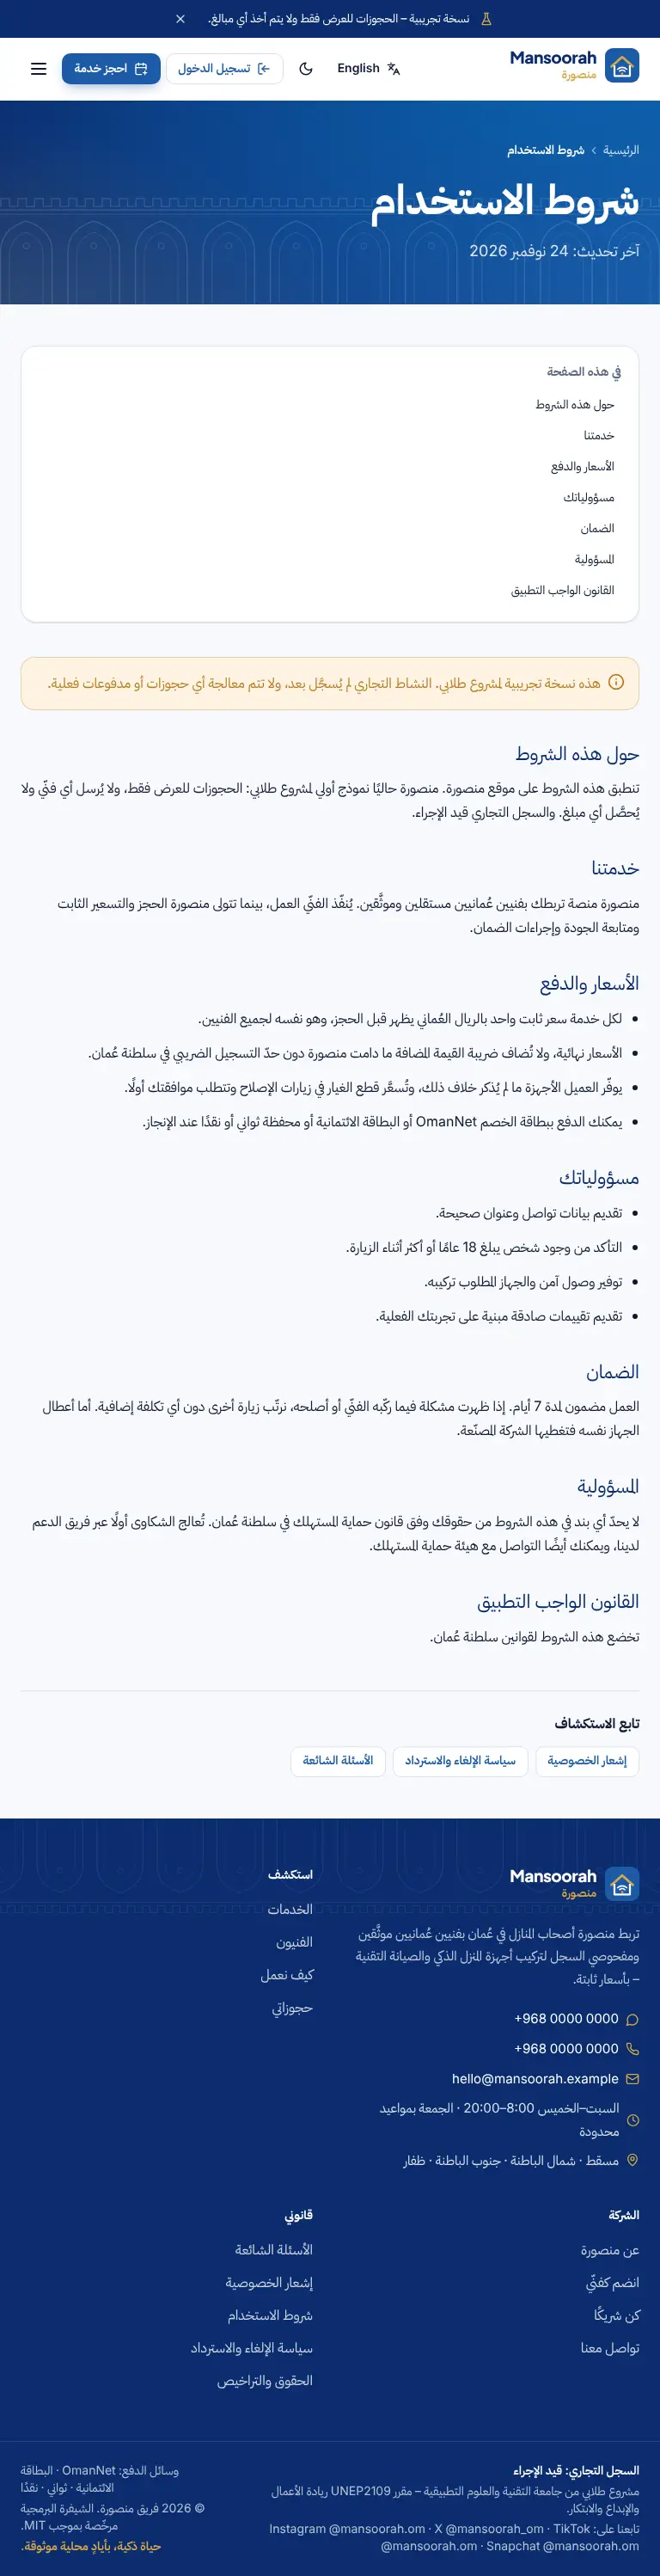 نسخة تجريبية – الحجوزات للعرض فقط ولا يتم أخذ أي مبالغ.
Mansoorah
منصورة
English
تسجيل الدخول
احجز خدمة
الرئيسية › شروط الاستخدام
شروط الاستخدام
آخر تحديث: 24 نوفمبر 2026
في هذه الصفحة
حول هذه الشروط
خدمتنا
الأسعار والدفع
مسؤولياتك
الضمان
المسؤولية
القانون الواجب التطبيق
هذه نسخة تجريبية لمشروع طلابي. النشاط التجاري لم يُسجَّل بعد، ولا تتم معالجة أي حجوزات أو مدفوعات فعلية.
حول هذه الشروط
تنطبق هذه الشروط على موقع منصورة. منصورة حاليًا نموذج أولي لمشروع طلابي: الحجوزات للعرض فقط، ولا يُرسل أي فنّي ولا
يُحصَّل أي مبلغ. والسجل التجاري قيد الإجراء.
خدمتنا
منصورة منصة تربطك بفنيين عُمانيين مستقلين وموثَّقين. يُنفّذ الفنّي العمل، بينما تتولى منصورة الحجز والتسعير الثابت
ومتابعة الجودة وإجراءات الضمان.
الأسعار والدفع
• لكل خدمة سعر ثابت واحد بالريال العُماني يظهر قبل الحجز، وهو نفسه لجميع الفنيين.
• الأسعار نهائية، ولا تُضاف ضريبة القيمة المضافة ما دامت منصورة دون حدّ التسجيل الضريبي في سلطنة عُمان.
• يوفّر العميل الأجهزة ما لم يُذكر خلاف ذلك، وتُسعَّر قطع الغيار في زيارات الإصلاح وتتطلب موافقتك أولًا.
• يمكنك الدفع ببطاقة الخصم OmanNet أو البطاقة الائتمانية أو محفظة ثواني أو نقدًا عند الإنجاز.
مسؤولياتك
• تقديم بيانات تواصل وعنوان صحيحة.
• التأكد من وجود شخص يبلغ 18 عامًا أو أكثر أثناء الزيارة.
• توفير وصول آمن والجهاز المطلوب تركيبه.
• تقديم تقييمات صادقة مبنية على تجربتك الفعلية.
الضمان
العمل مضمون لمدة 7 أيام. إذا ظهرت مشكلة فيما ركّبه الفنّي أو أصلحه، نرتّب زيارة أخرى دون أي تكلفة إضافية. أما أعطال
الجهاز نفسه فتغطيها الشركة المصنّعة.
المسؤولية
لا يحدّ أي بند في هذه الشروط من حقوقك وفق قانون حماية المستهلك في سلطنة عُمان. تُعالج الشكاوى أولًا عبر فريق الدعم
لدينا، ويمكنك أيضًا التواصل مع هيئة حماية المستهلك.
القانون الواجب التطبيق
تخضع هذه الشروط لقوانين سلطنة عُمان.
تابع الاستكشاف
إشعار الخصوصية
سياسة الإلغاء والاسترداد
الأسئلة الشائعة
Mansoorah
منصورة
تربط منصورة أصحاب المنازل في عُمان بفنيين عُمانيين موثَّقين
ومفحوصي السجل لتركيب أجهزة المنزل الذكي والصيانة التقنية
– بأسعار ثابتة.
+968 0000 0000
+968 0000 0000
hello@mansoorah.example
السبت–الخميس 8:00–20:00 · الجمعة بمواعيد
محدودة
مسقط · شمال الباطنة · جنوب الباطنة · ظفار
استكشف
الخدمات
الفنيون
كيف نعمل
حجوزاتي
الشركة
عن منصورة
انضم كفنّي
كن شريكًا
تواصل معنا
قانوني
الأسئلة الشائعة
إشعار الخصوصية
شروط الاستخدام
سياسة الإلغاء والاسترداد
الحقوق والتراخيص
السجل التجاري: قيد الإجراء
مشروع طلابي من جامعة التقنية والعلوم التطبيقية – مقرر UNEP2109 ريادة الأعمال
والإبداع والابتكار.
تابعنا على: Instagram @mansoorah.om · X @mansoorah_om · TikTok
@mansoorah.om · Snapchat @mansoorah.om
وسائل الدفع: OmanNet · البطاقة
الائتمانية · ثواني · نقدًا
© 2026 فريق منصورة. الشيفرة البرمجية
مرخّصة بموجب MIT.
حياة ذكية، بأيادٍ محلية موثوقة.